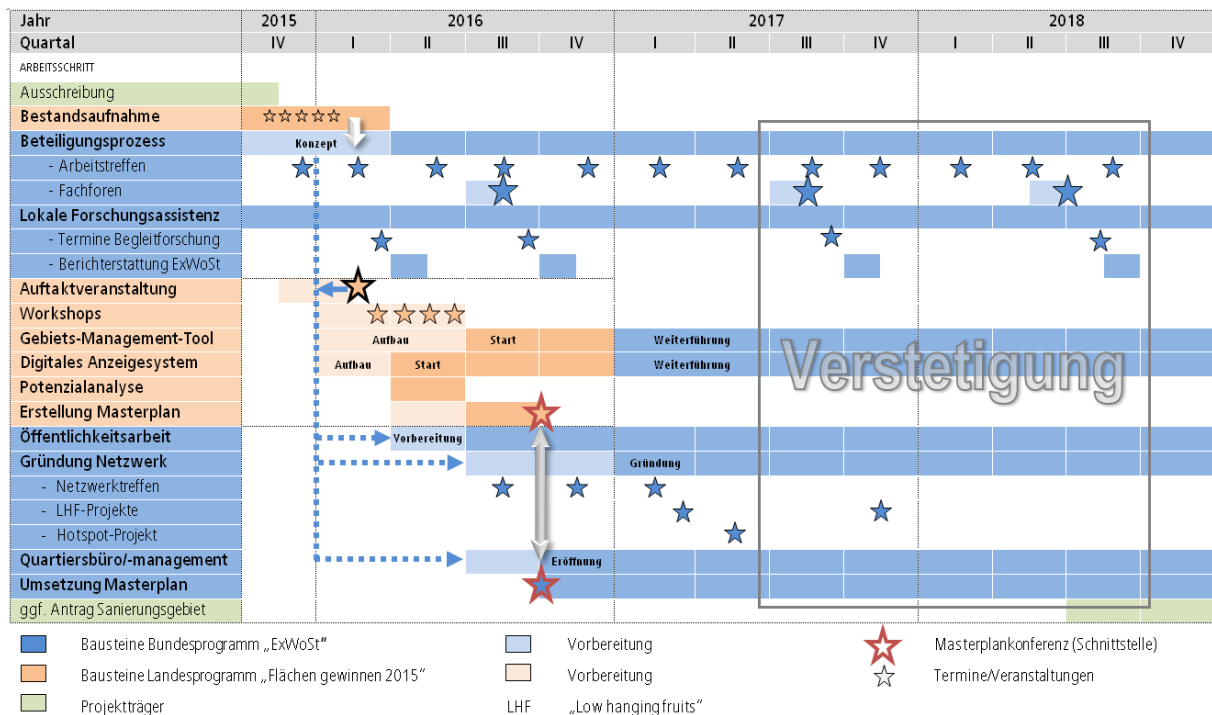 Jahr 2015 2016 2017 2018
Quartal IV I II III IV I II III IV I II III IV
ARBEITSSCHRITT
Ausschreibung
Bestandsaufnahme
Beteiligungsprozess Konzept
- Arbeitstreffen
- Fachforen
Lokale Forschungsassistenz
- Termine Begleitforschung
- Berichterstattung ExWoSt
Auftaktveranstaltung
Workshops
Gebiets-Management-Tool Aufbau Start Weiterführung
Digitales Anzeigesystem Aufbau Start Weiterführung
Verstetigung
Potenzialanalyse
Erstellung Masterplan
Öffentlichkeitsarbeit Vorbereitung
Gründung Netzwerk Gründung
- Netzwerktreffen
- LHF-Projekte
- Hotspot-Projekt
Quartiersbüro/-management Eröffnung
Umsetzung Masterplan
ggf. Antrag Sanierungsgebiet
Bausteine Bundesprogramm „ExWoSt" Vorbereitung Masterplankonferenz (Schnittstelle)
Bausteine Landesprogramm „Flächen gewinnen 2015" Vorbereitung Termine/Veranstaltungen
Projektträger LHF „Low hanging fruits"